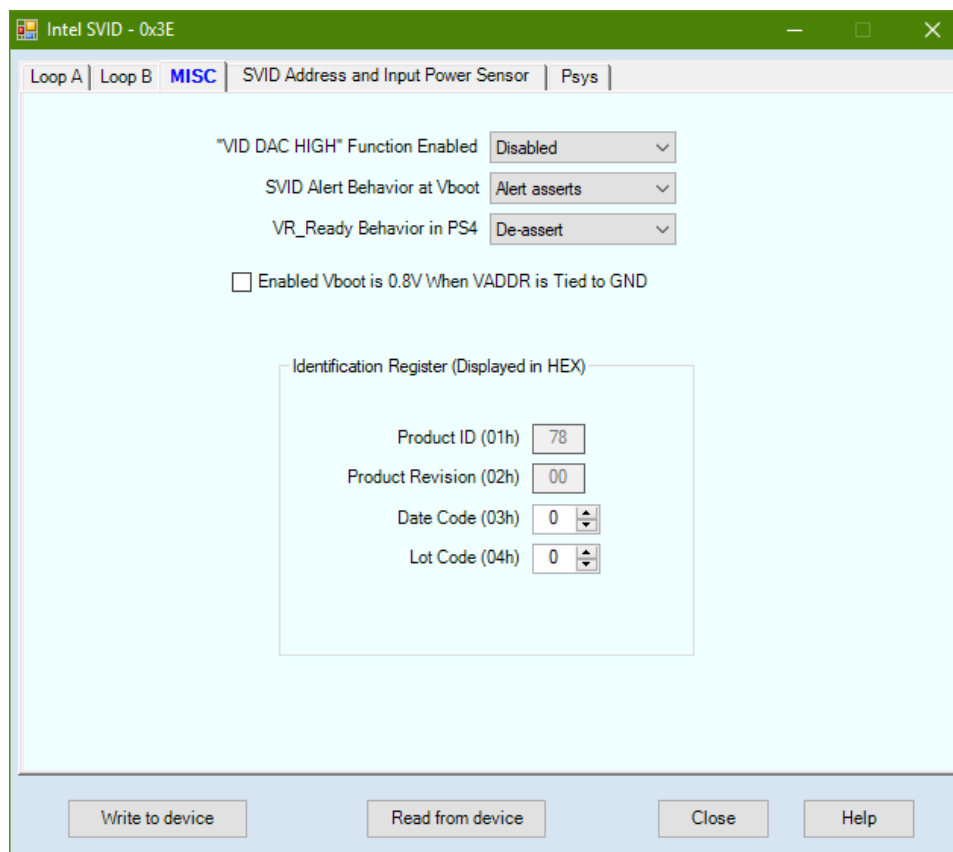 Intel SVID - 0x3E
Loop A Loop B MISC SVID Address and Input Power Sensor Psys
"VID DAC HIGH" Function Enabled Disabled
SVID Alert Behavior at Vboot Alert asserts
VR_Ready Behavior in PS4 De-assert
Enabled Vboot is 0.8V When VADDR is Tied to GND
Identification Register (Displayed in HEX)
Product ID (01h) 78
Product Revision (02h) 00
Date Code (03h) 0
Lot Code (04h) 0
Write to device Read from device Close Help